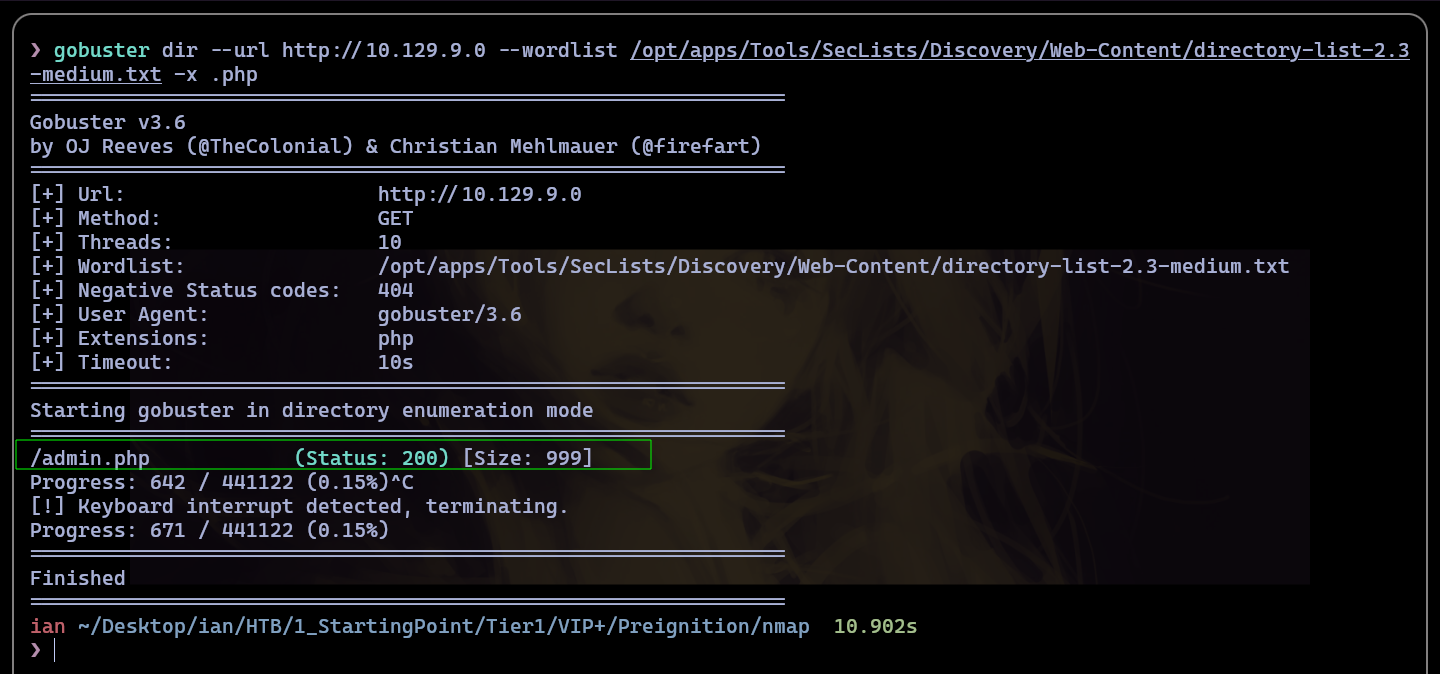 ❯ gobuster dir --url http://10.129.9.0 --wordlist /opt/apps/Tools/SecLists/Discovery/Web-Content/directory-list-2.3
-medium.txt -x .php
===============================================================
Gobuster v3.6
by OJ Reeves (@TheColonial) & Christian Mehlmauer (@firefart)
===============================================================
[+] Url:                     http://10.129.9.0
[+] Method:                  GET
[+] Threads:                 10
[+] Wordlist:                /opt/apps/Tools/SecLists/Discovery/Web-Content/directory-list-2.3-medium.txt
[+] Negative Status codes:   404
[+] User Agent:              gobuster/3.6
[+] Extensions:              php
[+] Timeout:                 10s
===============================================================
Starting gobuster in directory enumeration mode
===============================================================
/admin.php            (Status: 200) [Size: 999]
Progress: 642 / 441122 (0.15%)^C
[!] Keyboard interrupt detected, terminating.
Progress: 671 / 441122 (0.15%)
===============================================================
Finished
===============================================================
ian ~/Desktop/ian/HTB/1_StartingPoint/Tier1/VIP+/Preignition/nmap  10.902s
❯